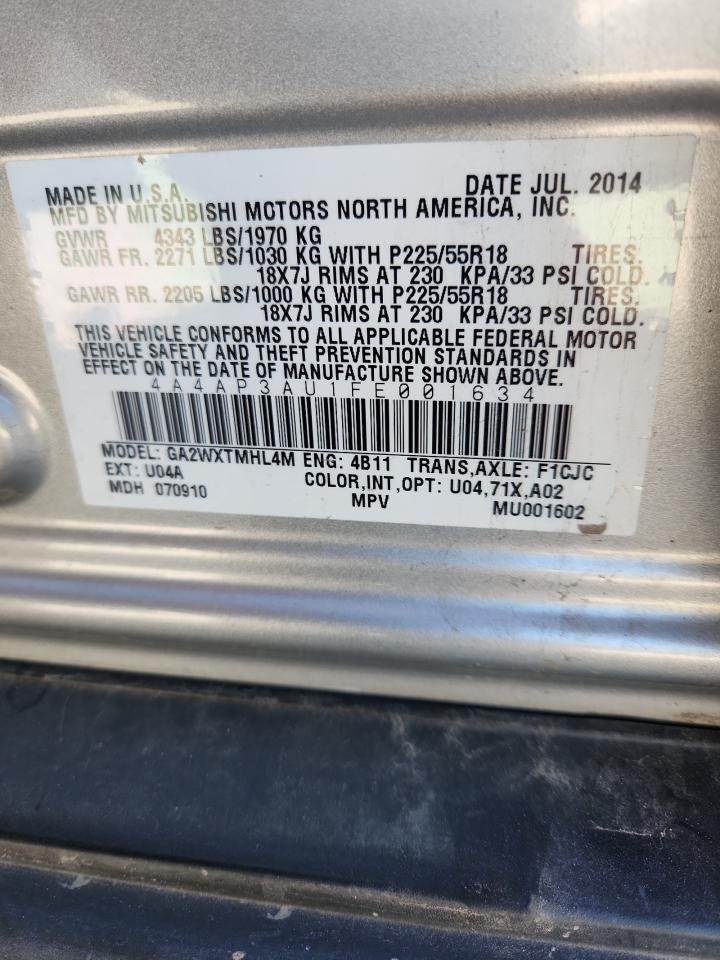 MADE IN U.S.A. DATE JUL. 2014
MFD BY MITSUBISHI MOTORS NORTH AMERICA, INC.
GVWR 4343 LBS/1970 KG
GAWR FR. 2271 LBS/1030 KG WITH P225/55R18 TIRES.
18X7J RIMS AT 230 KPA/33 PSI COLD.
GAWR RR. 2205 LBS/1000 KG WITH P225/55R18 TIRES.
18X7J RIMS AT 230 KPA/33 PSI COLD.
THIS VEHICLE CONFORMS TO ALL APPLICABLE FEDERAL MOTOR
VEHICLE SAFETY AND THEFT PREVENTION STANDARDS IN
EFFECT ON THE DATE OF MANUFACTURE SHOWN ABOVE.
4A4AP3AU1FE001634
MODEL: GA2WXTMHL4M ENG: 4B11 TRANS,AXLE: F1CJC
EXT: U04A COLOR,INT,OPT: U04,71X,A02
MDH 070910 MPV MU001602